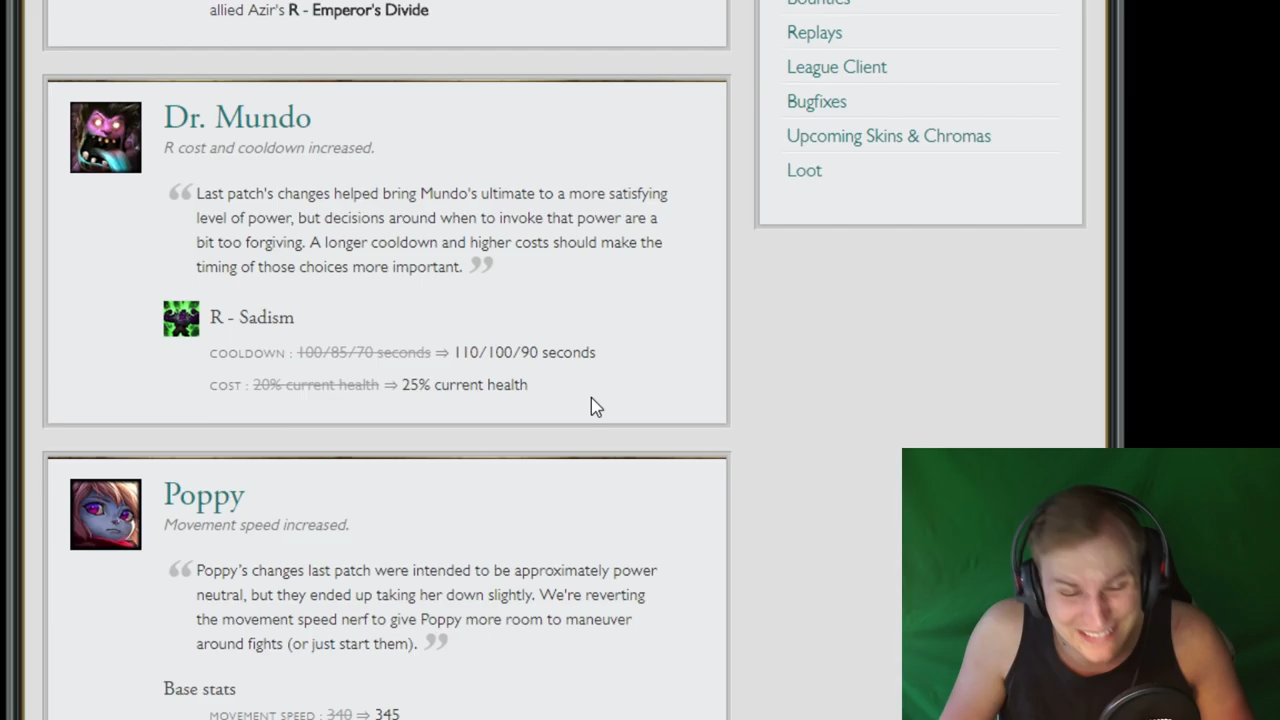 allied Azir's R - Emperor's Divide
Dr. Mundo
R cost and cooldown increased.
“ Last patch's changes helped bring Mundo's ultimate to a more satisfying
level of power, but decisions around when to invoke that power are a
bit too forgiving. A longer cooldown and higher costs should make the
timing of those choices more important. ”
R - Sadism
COOLDOWN : 100/85/70 seconds ⇒ 110/100/90 seconds
COST : 20% current health ⇒ 25% current health
Poppy
Movement speed increased.
“ Poppy’s changes last patch were intended to be approximately power
neutral, but they ended up taking her down slightly. We're reverting
the movement speed nerf to give Poppy more room to maneuver
around fights (or just start them). ”
Base stats
MOVEMENT SPEED : 340 ⇒ 345
Bounties
Replays
League Client
Bugfixes
Upcoming Skins & Chromas
Loot